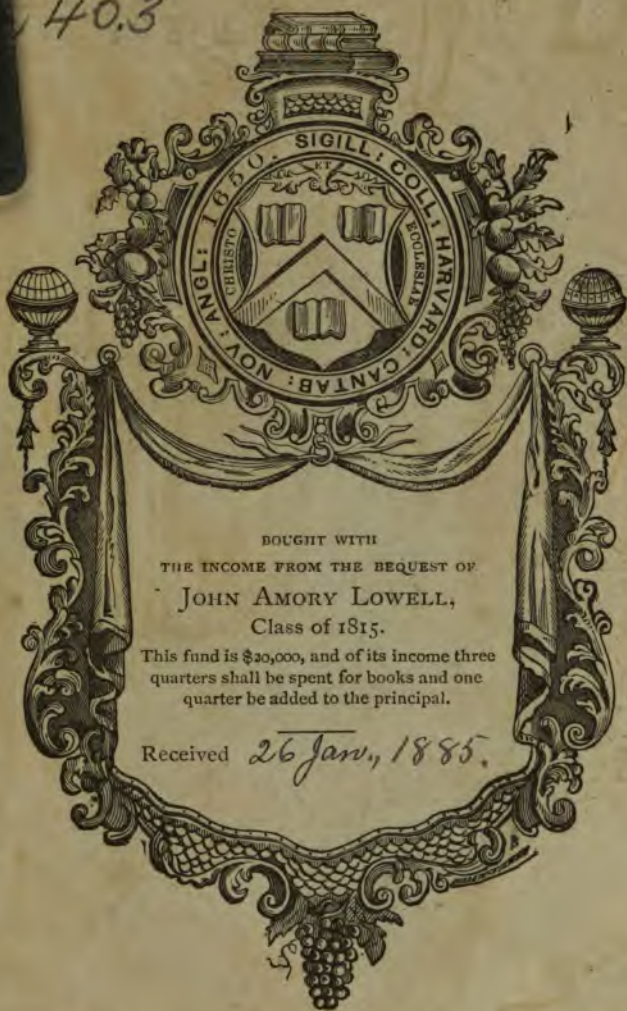 40.3
SIGILL: COLL: HARVARD: CANTAB: NOV: ANGL: 1650.
ET
CHRISTO
ECCLESIAE
BOUGHT WITH
THE INCOME FROM THE BEQUEST OF
JOHN AMORY LOWELL,
Class of 1815.
This fund is $20,000, and of its income three
quarters shall be spent for books and one
quarter be added to the principal.
Received 26 Jan., 1885.